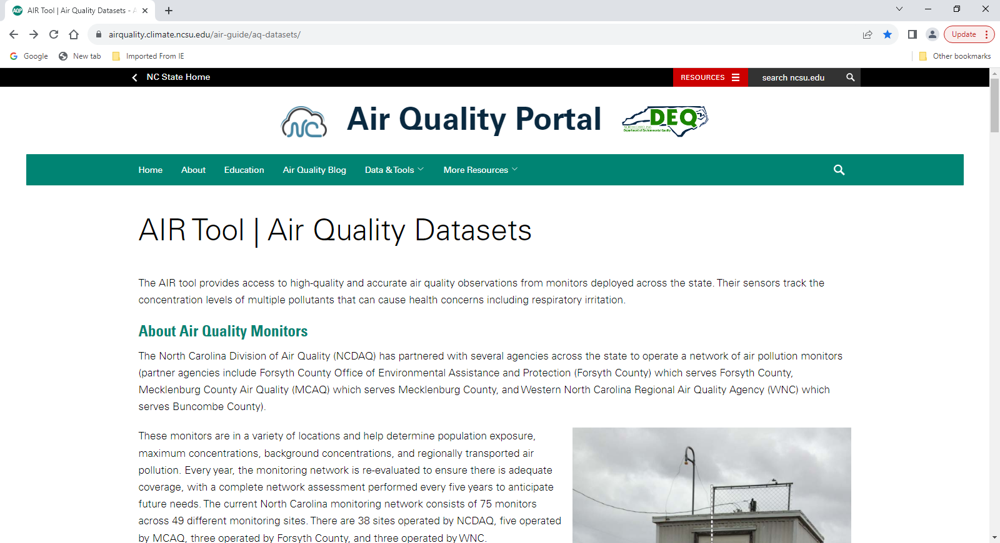 AQP AIR Tool | Air Quality Datasets -
airquality.climate.ncsu.edu/air-guide/aq-datasets/
Update
Google New tab Imported From IE Other bookmarks
NC State Home RESOURCES search ncsu.edu
NC Air Quality Portal DEQ
NORTH CAROLINA
Department of Environmental Quality
Home About Education Air Quality Blog Data & Tools More Resources
AIR Tool | Air Quality Datasets
The AIR tool provides access to high-quality and accurate air quality observations from monitors deployed across the state. Their sensors track the
concentration levels of multiple pollutants that can cause health concerns including respiratory irritation.
About Air Quality Monitors
The North Carolina Division of Air Quality (NCDAQ) has partnered with several agencies across the state to operate a network of air pollution monitors
(partner agencies include Forsyth County Office of Environmental Assistance and Protection (Forsyth County) which serves Forsyth County,
Mecklenburg County Air Quality (MCAQ) which serves Mecklenburg County, and Western North Carolina Regional Air Quality Agency (WNC) which
serves Buncombe County).
These monitors are in a variety of locations and help determine population exposure,
maximum concentrations, background concentrations, and regionally transported air
pollution. Every year, the monitoring network is re-evaluated to ensure there is adequate
coverage, with a complete network assessment performed every five years to anticipate
future needs. The current North Carolina monitoring network consists of 75 monitors
across 49 different monitoring sites. There are 38 sites operated by NCDAQ, five operated
by MCAQ, three operated by Forsyth County, and three operated by WNC.